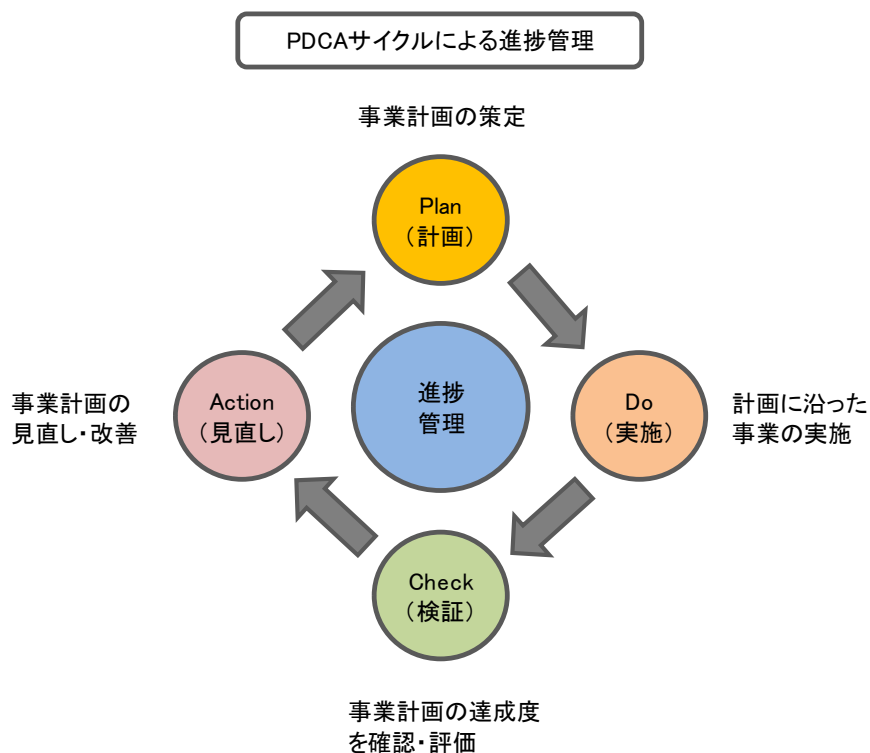 PDCAサイクルによる進捗管理
事業計画の策定
Plan
（計画）
事業計画の
見直し・改善
Action
（見直し）
進捗
管理
Do
（実施）
計画に沿った
事業の実施
Check
（検証）
事業計画の達成度
を確認・評価